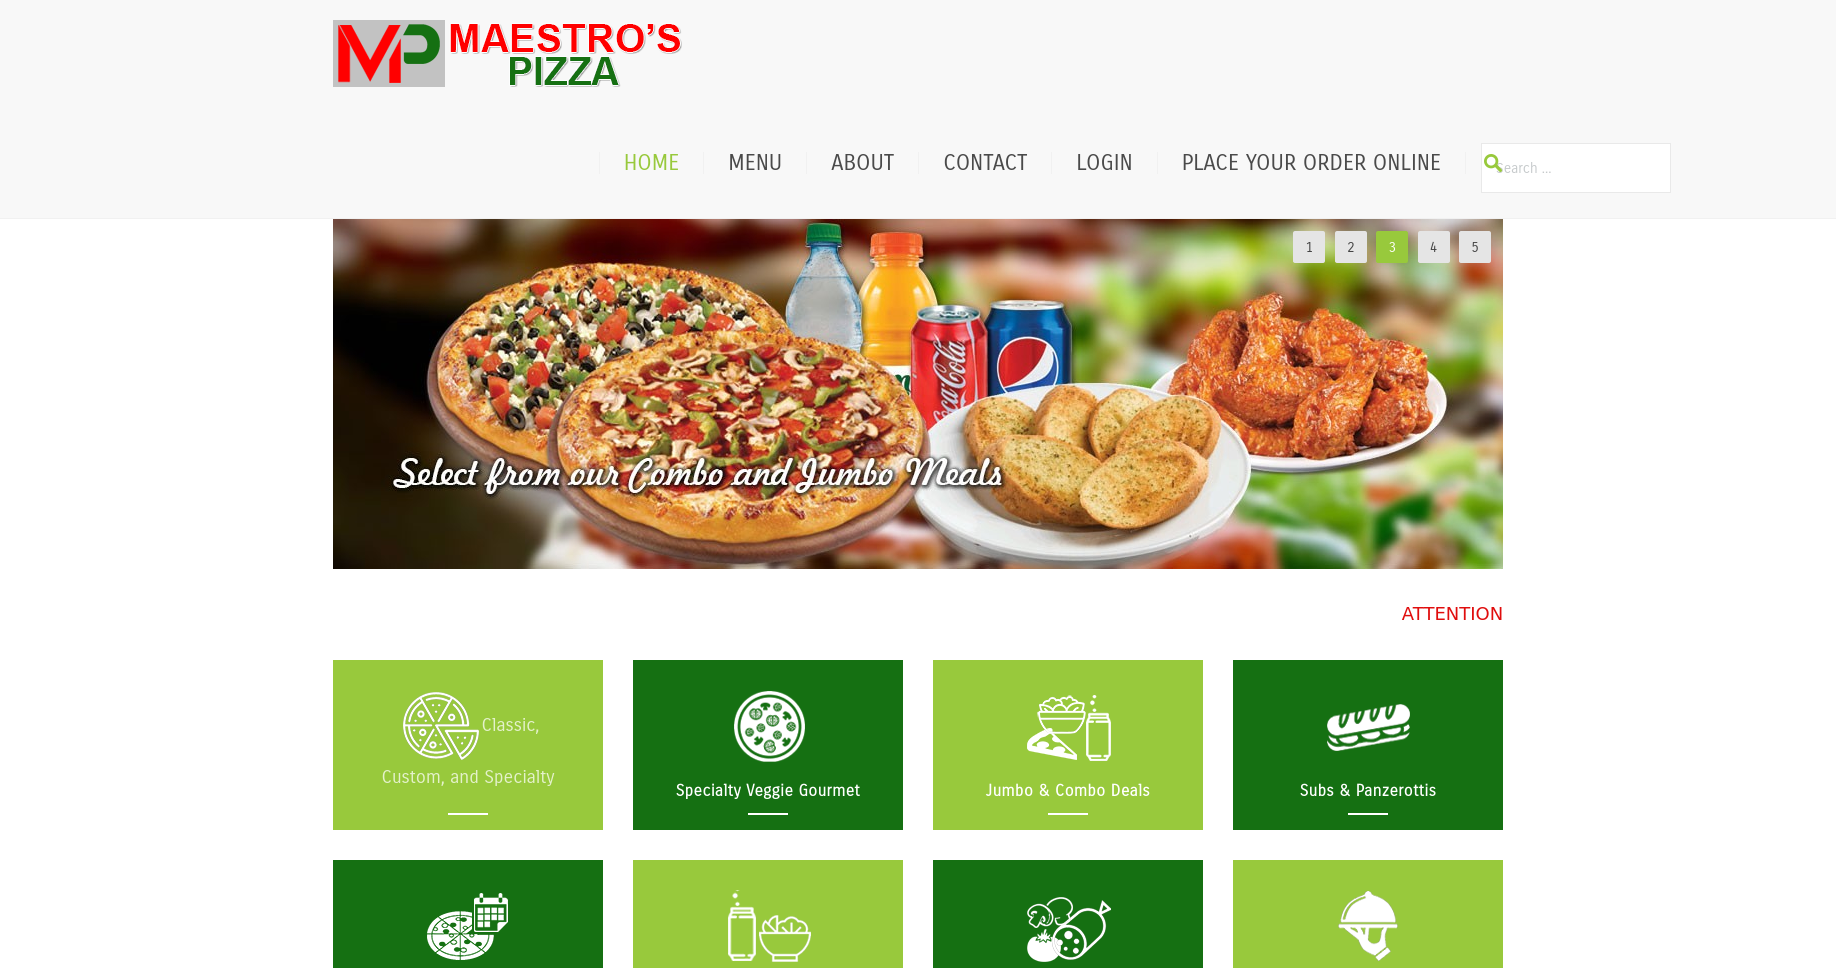 MP MAESTRO'S
PIZZA
HOME MENU ABOUT CONTACT LOGIN PLACE YOUR ORDER ONLINE Search ...
1 2 3 4 5
Coca-Cola
Select from our Combo and Jumbo Meals
ATTENTION
Classic,
Custom, and Specialty
Specialty Veggie Gourmet
Jumbo & Combo Deals
Subs & Panzerottis